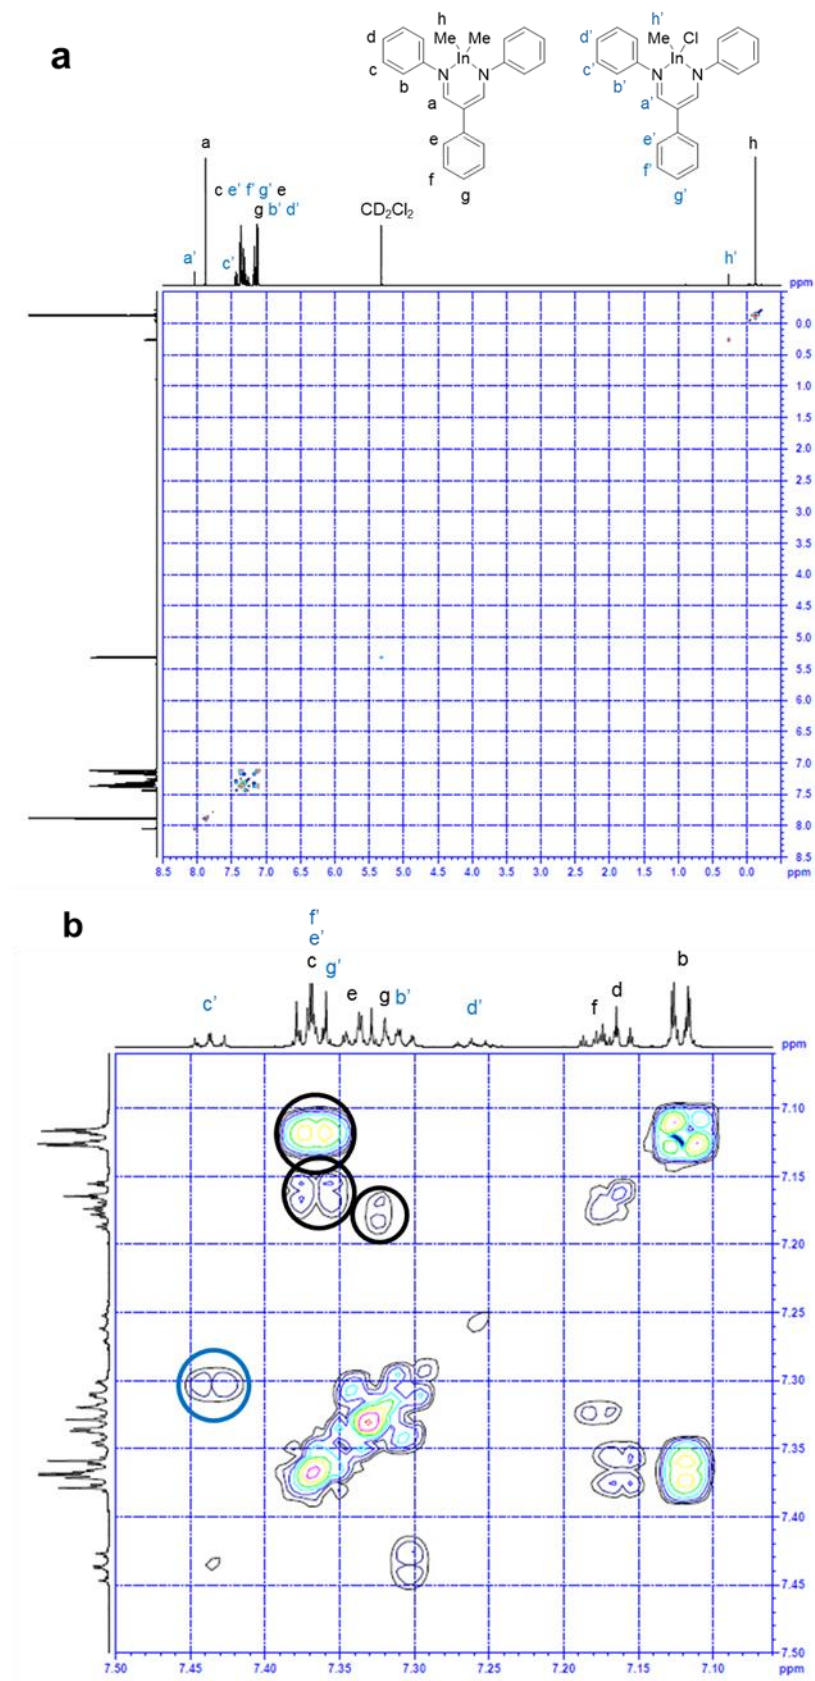 a
h h'
d Me Me d' Me Cl
In In
c N N c' N N
b b'
a a'
e e'
f f'
g g'
a h
c e' f' g' e
g b' d' CD2Cl2
a' c' h'
ppm
0.0
0.5
1.0
1.5
2.0
2.5
3.0
3.5
4.0
4.5
5.0
5.5
6.0
6.5
7.0
7.5
8.0
8.5
8.5 8.0 7.5 7.0 6.5 6.0 5.5 5.0 4.5 4.0 3.5 3.0 2.5 2.0 1.5 1.0 0.5 0.0 ppm
b
f'
e'
c g'
c' e g b' d' f d b
ppm
7.10
7.15
7.20
7.25
7.30
7.35
7.40
7.45
7.50
7.50 7.45 7.40 7.35 7.30 7.25 7.20 7.15 7.10 ppm